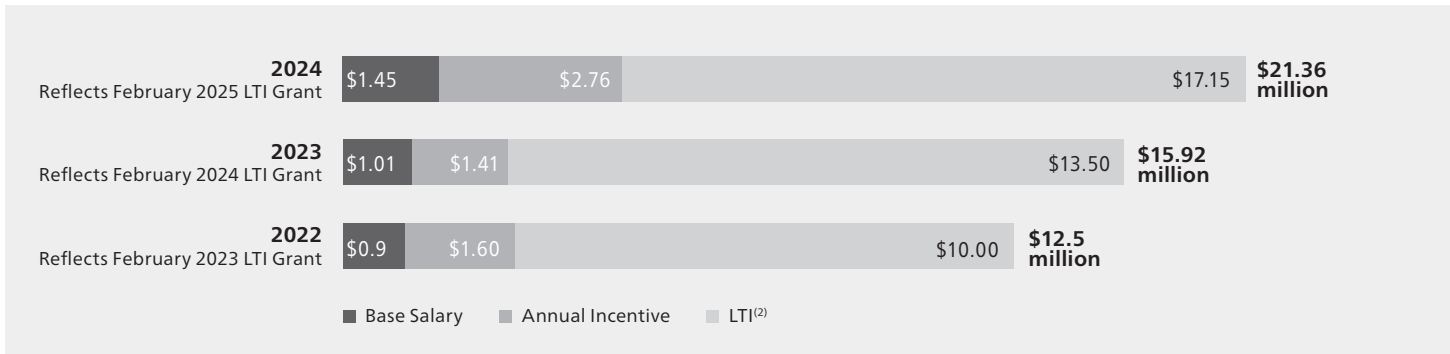 2024
Reflects February 2025 LTI Grant
$1.45 $2.76 $17.15
$21.36
million
2023
Reflects February 2024 LTI Grant
$1.01 $1.41 $13.50
$15.92
million
2022
Reflects February 2023 LTI Grant
$0.9 $1.60 $10.00
$12.5
million
Base Salary Annual Incentive LTI(2)